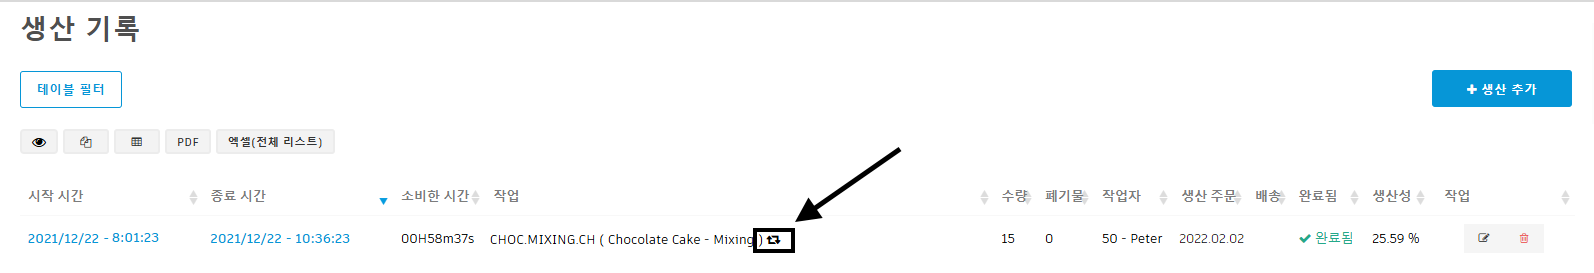 생산 기록
테이블 필터
생산 추가
PDF 엑셀(전체 리스트)
시작 시간 종료 시간 소비한 시간 작업 수량 폐기물 작업자 생산 주문 배송 완료됨 생산성 작업
2021/12/22 - 8:01:23 2021/12/22 - 10:36:23 00H58m37s CHOC.MIXING.CH ( Chocolate Cake - Mixing ) 15 0 50 - Peter 2022.02.02 완료됨 25.59 %